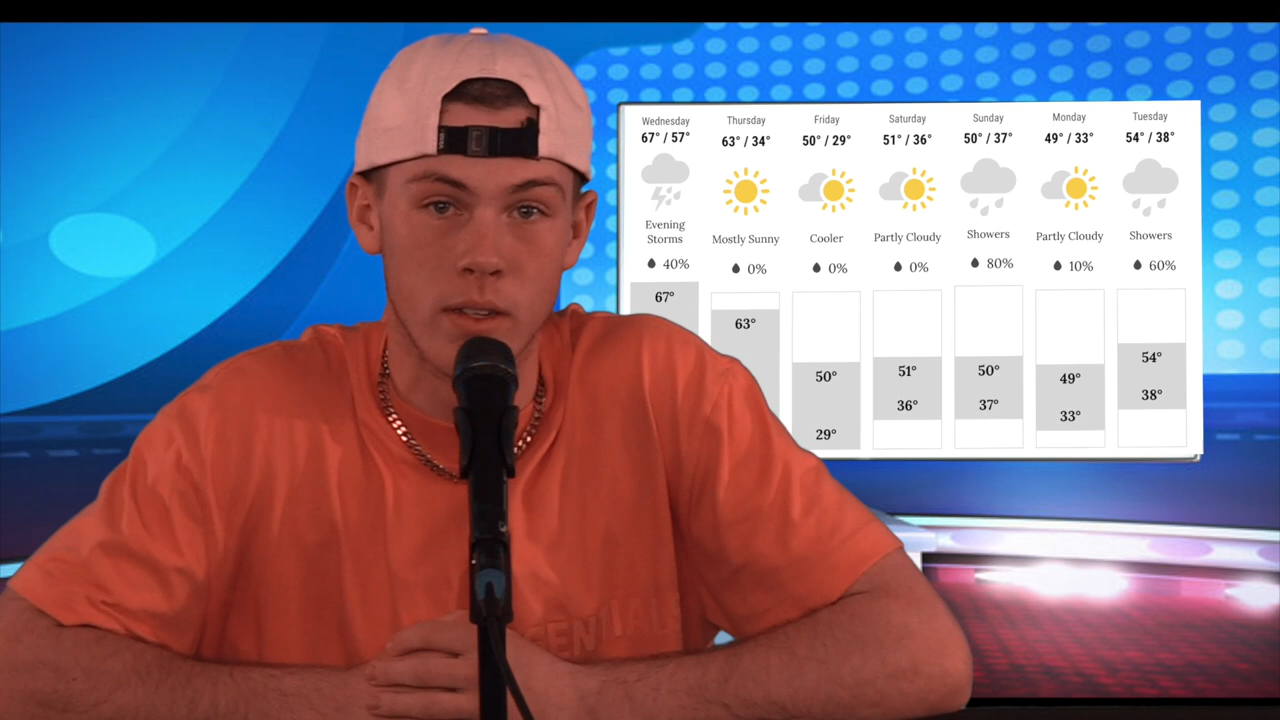 Wednesday
67° / 57°
Evening
Storms
40%
67°
Thursday
63° / 34°
Mostly Sunny
0%
63°
Friday
50° / 29°
Cooler
0%
50°
29°
Saturday
51° / 36°
Partly Cloudy
0%
51°
36°
Sunday
50° / 37°
Showers
80%
50°
37°
Monday
49° / 33°
Partly Cloudy
10%
49°
33°
Tuesday
54° / 38°
Showers
60%
54°
38°